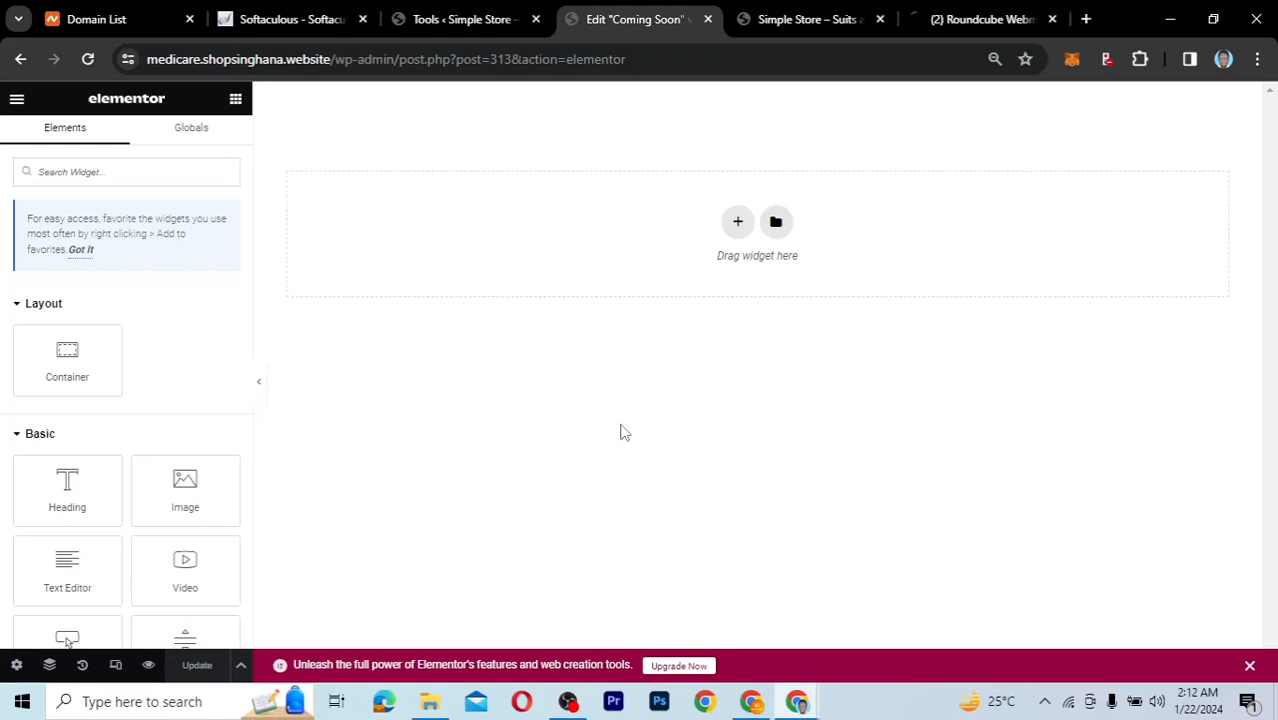 Domain List
Softaculous - Softacu
Tools ‹ Simple Store —
Edit "Coming Soon"
Simple Store – Suits a
(2) Roundcube Webm
medicare.shopsinghana.website/wp-admin/post.php?post=313&action=elementor
elementor
Elements
Globals
Search Widget...
For easy access, favorite the widgets you use
most often by right clicking > Add to
favorites. Got It
Layout
Container
Basic
Heading
Image
Text Editor
Video
Drag widget here
Update
Unleash the full power of Elementor's features and web creation tools.
Upgrade Now
Type here to search
Pr
Ps
25°C
2:12 AM
1/22/2024
1